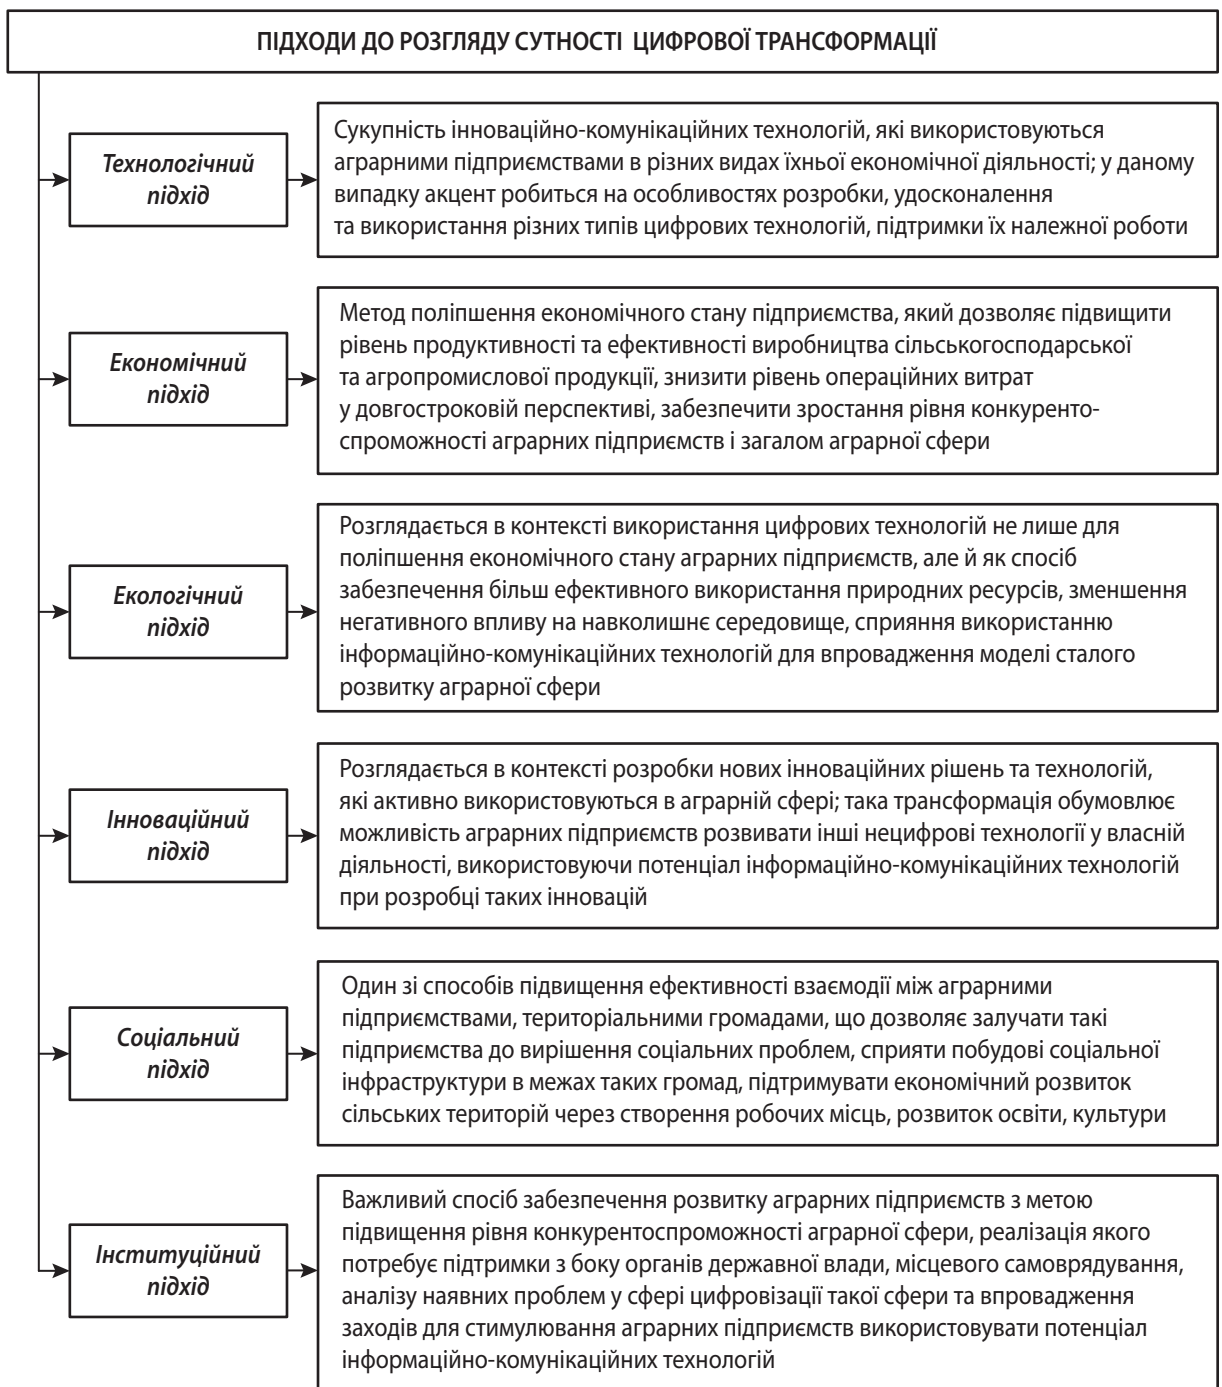 ПІДХОДИ ДО РОЗГЛЯДУ СУТНОСТІ ЦИФРОВОЇ ТРАНСФОРМАЦІЇ
Технологічний
підхід
Сукупність інноваційно-комунікаційних технологій, які використовуються
аграрними підприємствами в різних видах їхньої економічної діяльності; у даному
випадку акцент робиться на особливостях розробки, удосконалення
та використання різних типів цифрових технологій, підтримки їх належної роботи
Економічний
підхід
Метод поліпшення економічного стану підприємства, який дозволяє підвищити
рівень продуктивності та ефективності виробництва сільськогосподарської
та агропромислової продукції, знизити рівень операційних витрат
у довгостроковій перспективі, забезпечити зростання рівня конкуренто-
спроможності аграрних підприємств і загалом аграрної сфери
Екологічний
підхід
Розглядається в контексті використання цифрових технологій не лише для
поліпшення економічного стану аграрних підприємств, але й як спосіб
забезпечення більш ефективного використання природних ресурсів, зменшення
негативного впливу на навколишнє середовище, сприяння використанню
інформаційно-комунікаційних технологій для впровадження моделі сталого
розвитку аграрної сфери
Інноваційний
підхід
Розглядається в контексті розробки нових інноваційних рішень та технологій,
які активно використовуються в аграрній сфері; така трансформація обумовлює
можливість аграрних підприємств розвивати інші нецифрові технології у власній
діяльності, використовуючи потенціал інформаційно-комунікаційних технологій
при розробці таких інновацій
Соціальний
підхід
Один зі способів підвищення ефективності взаємодії між аграрними
підприємствами, територіальними громадами, що дозволяє залучати такі
підприємства до вирішення соціальних проблем, сприяти побудові соціальної
інфраструктури в межах таких громад, підтримувати економічний розвиток
сільських територій через створення робочих місць, розвиток освіти, культури
Інституційний
підхід
Важливий спосіб забезпечення розвитку аграрних підприємств з метою
підвищення рівня конкурентоспроможності аграрної сфери, реалізація якого
потребує підтримки з боку органів державної влади, місцевого самоврядування,
аналізу наявних проблем у сфері цифровізації такої сфери та впровадження
заходів для стимулювання аграрних підприємств використовувати потенціал
інформаційно-комунікаційних технологій